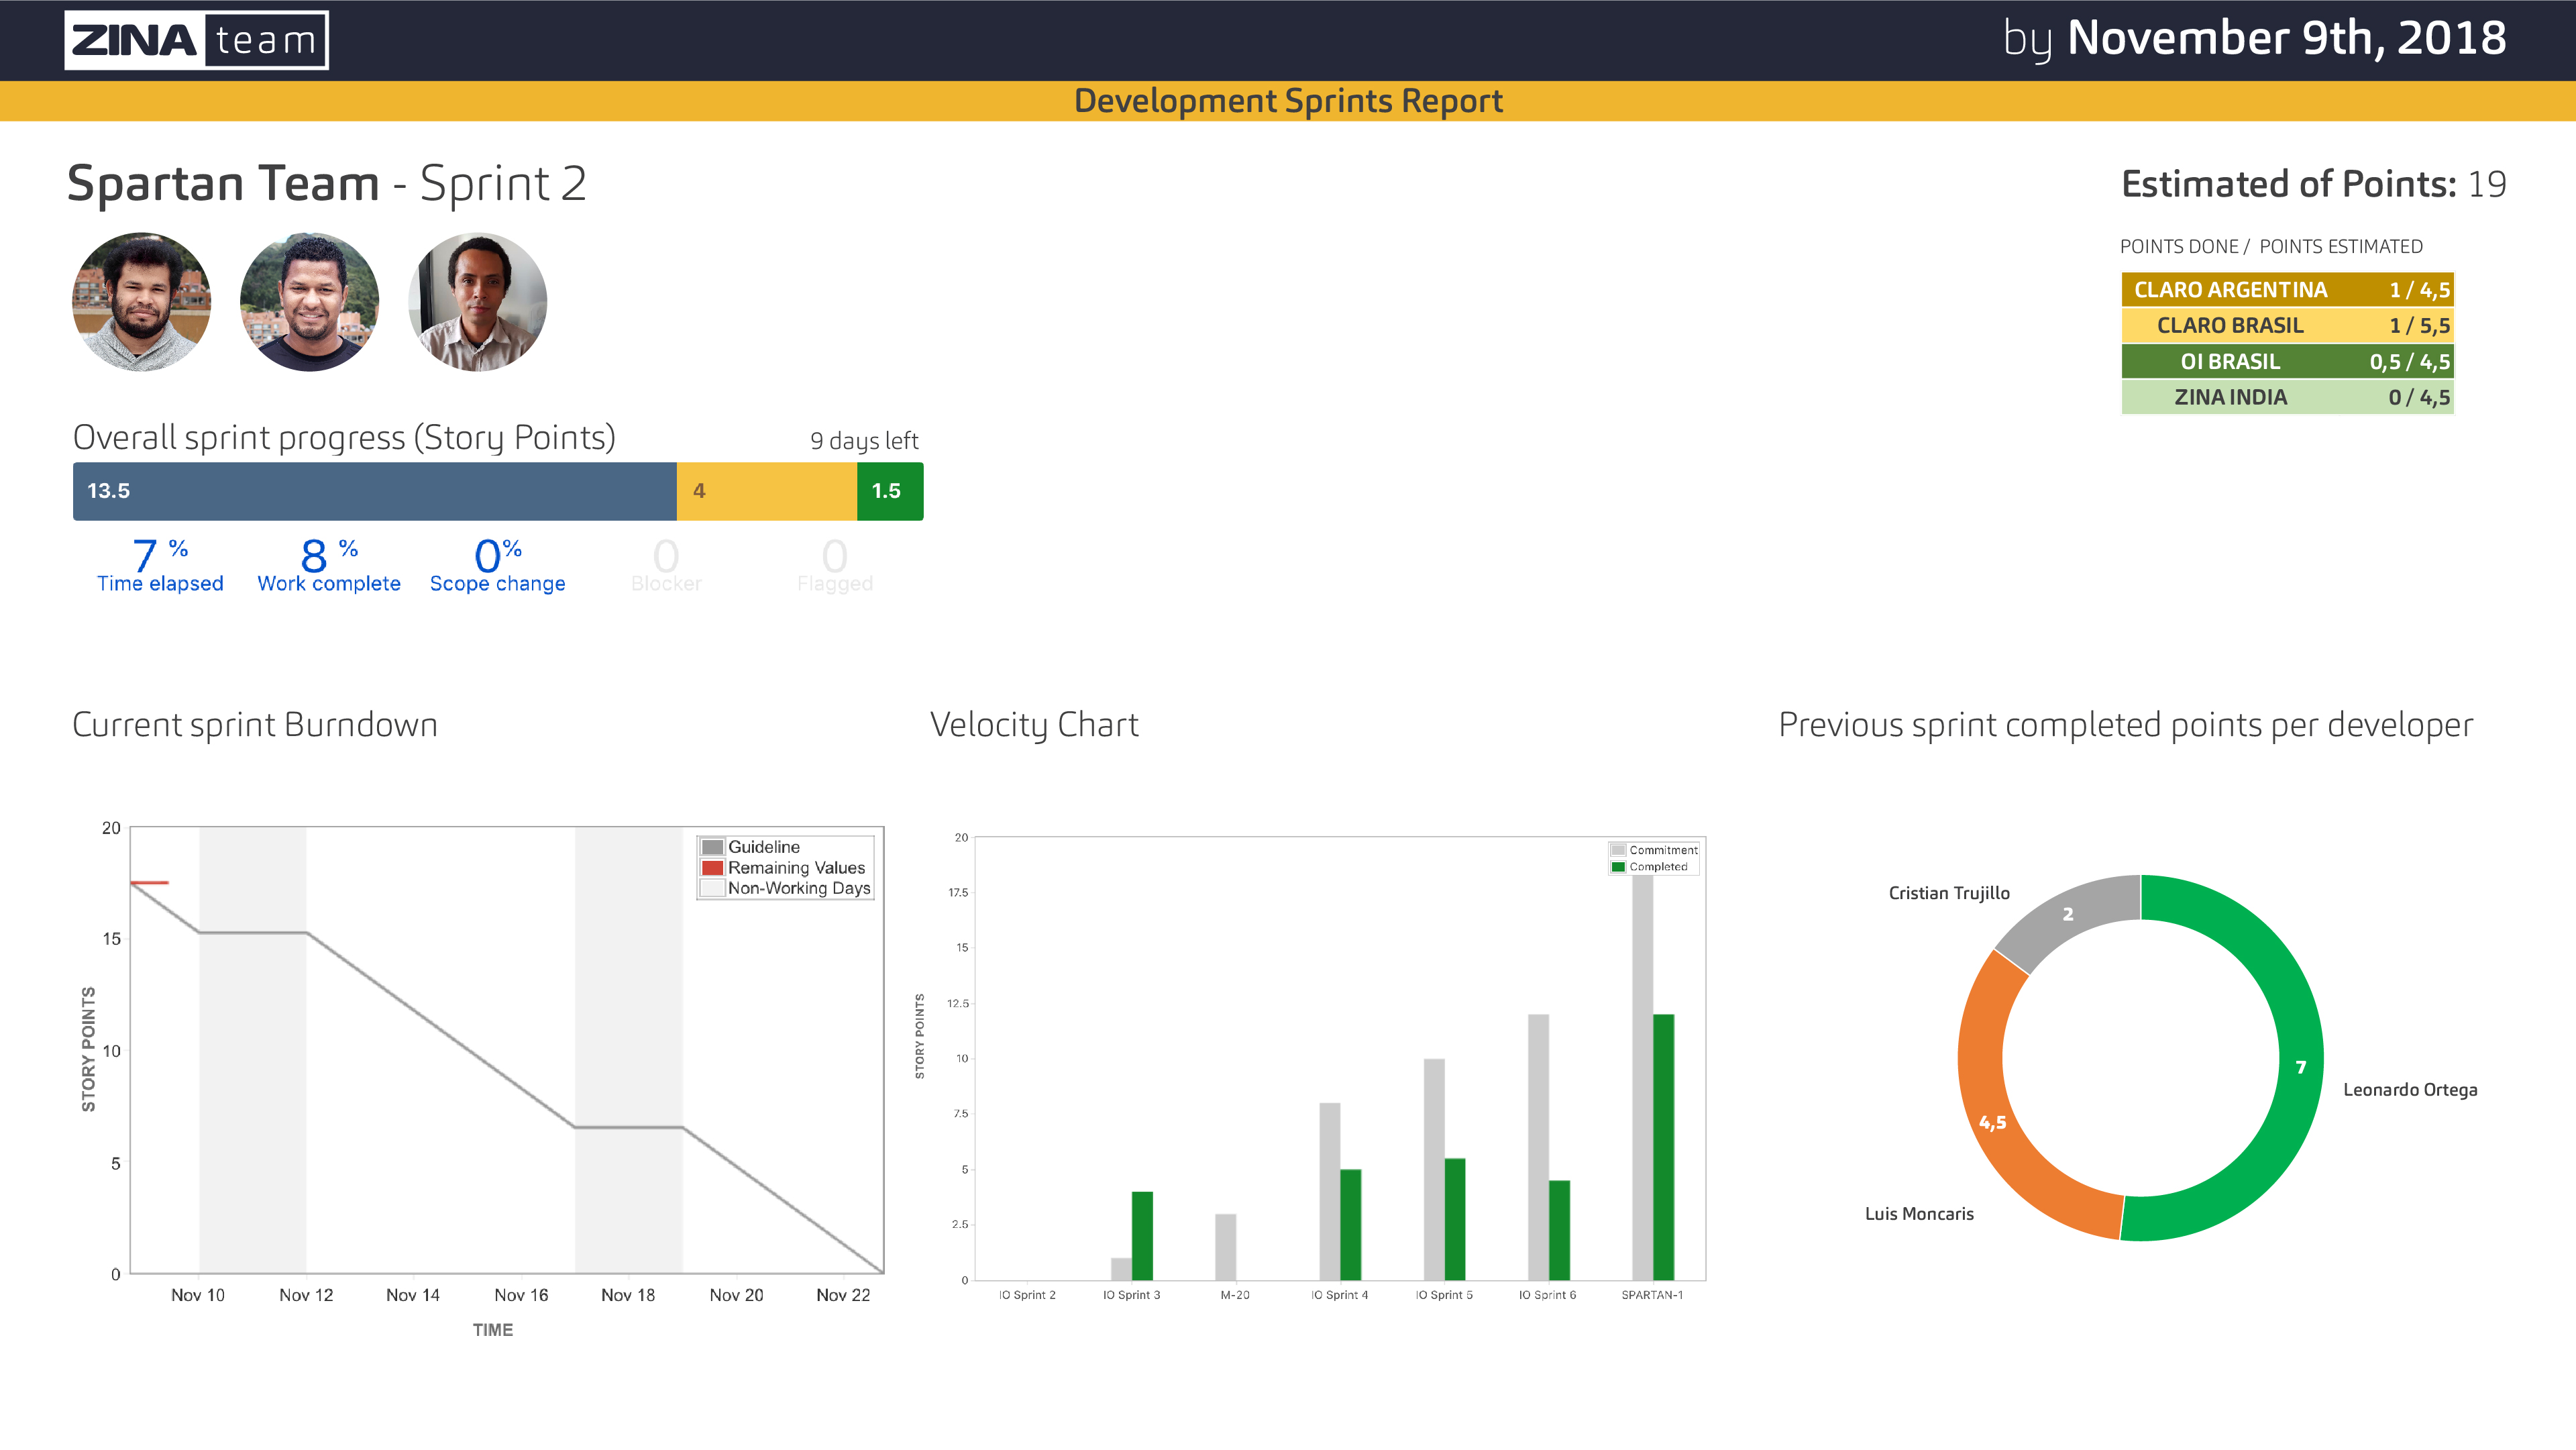 ZINA team
by November 9th, 2018
Development Sprints Report
Spartan Team - Sprint 2
Estimated of Points: 19
POINTS DONE / POINTS ESTIMATED
CLARO ARGENTINA 1 / 4,5
CLARO BRASIL 1 / 5,5
OI BRASIL 0,5 / 4,5
ZINA INDIA 0 / 4,5
Overall sprint progress (Story Points) 9 days left
13.5 4 1.5
7 % 8 % 0% 0 0
Time elapsed Work complete Scope change Blocker Flagged
Current sprint Burndown
20
15
10
5
0
STORY POINTS
Guideline
Remaining Values
Non-Working Days
Nov 10 Nov 12 Nov 14 Nov 16 Nov 18 Nov 20 Nov 22
TIME
Velocity Chart
20
17.5
15
12.5
10
7.5
5
2.5
0
STORY POINTS
Commitment
Completed
IO Sprint 2 IO Sprint 3 M-20 IO Sprint 4 IO Sprint 5 IO Sprint 6 SPARTAN-1
Previous sprint completed points per developer
Cristian Trujillo
2
7
Leonardo Ortega
4,5
Luis Moncaris